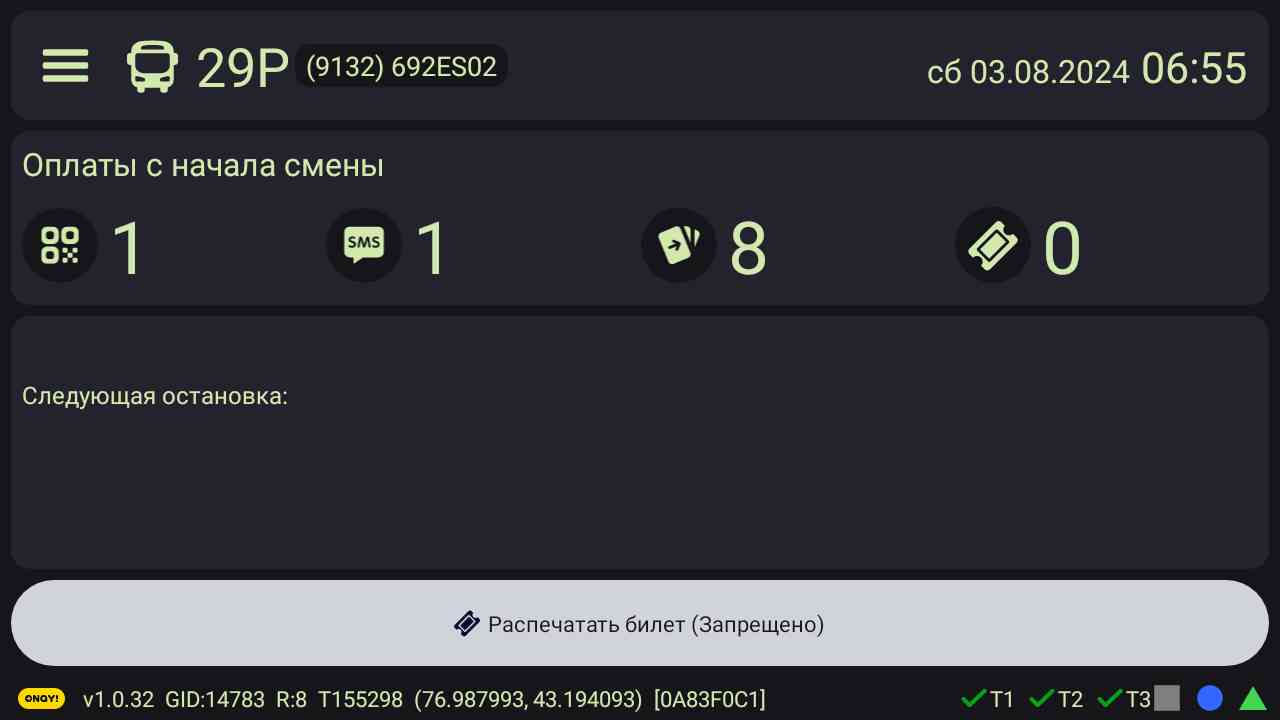 29Р (9132) 692ES02 сб 03.08.2024 06:55
Оплаты с начала смены
1 SMS 1 8 0
Следующая остановка:
Распечатать билет (Запрещено)
ONAY! v1.0.32 GID:14783 R:8 T155298 (76.987993, 43.194093) [0A83F0C1] T1 T2 T3